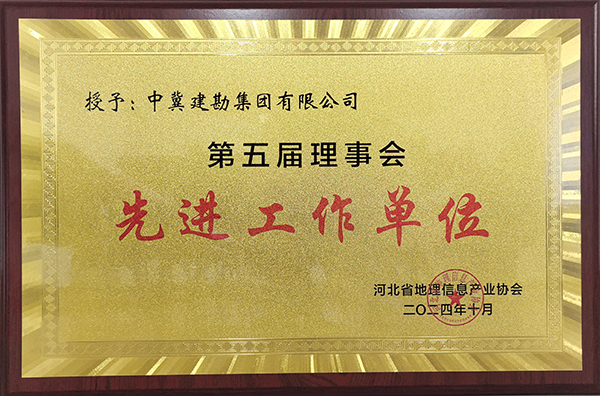 授予：中冀建勘集团有限公司
第五届理事会
先进工作单位
河北省地理信息产业协会
二〇二四年十月